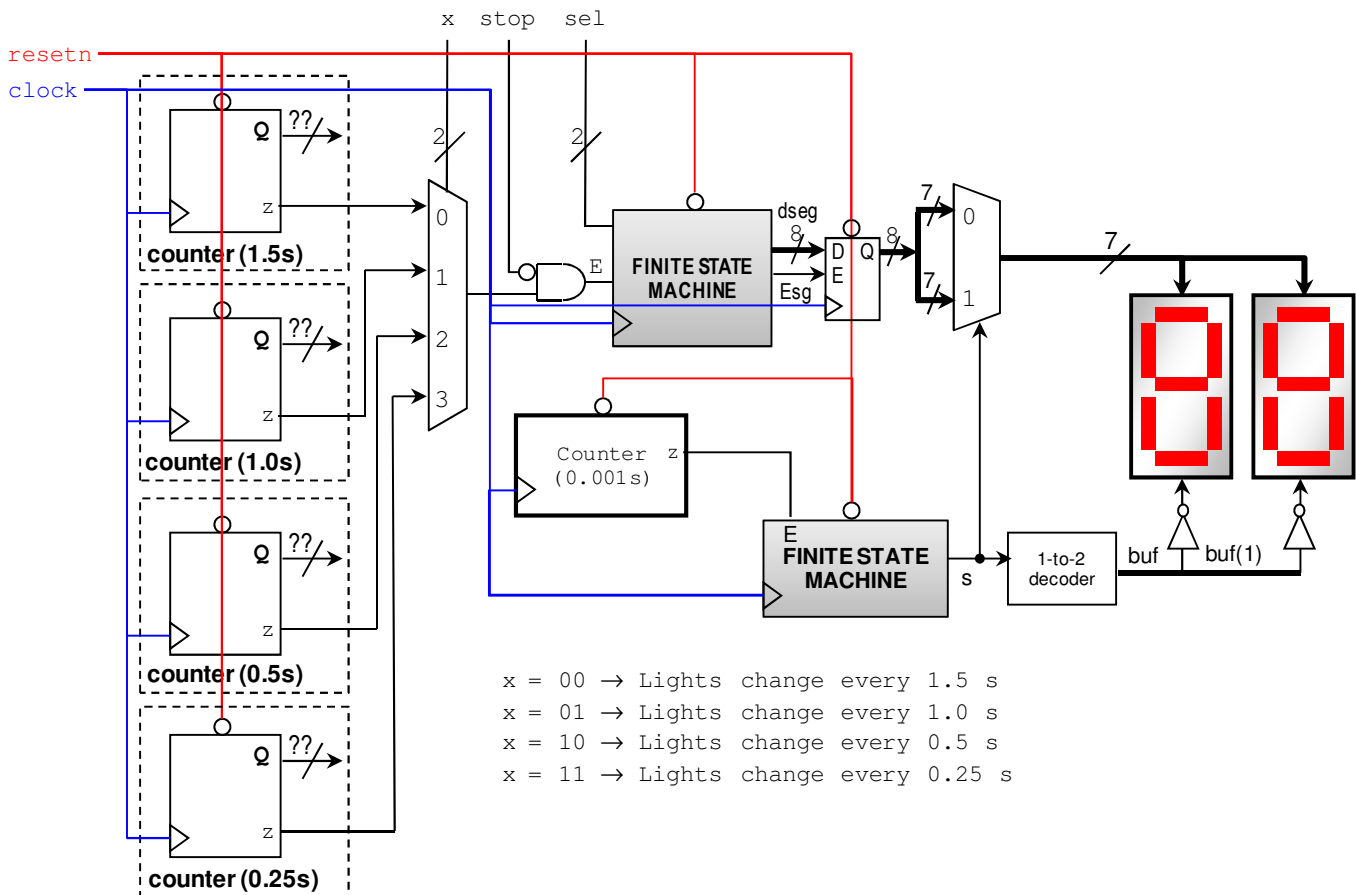 x stop sel
resetn
clock
Q ??
z
counter (1.5s)
Q ??
z
counter (1.0s)
Q ??
z
counter (0.5s)
Q ??
z
counter (0.25s)
2
0
1
2
3
E
2
FINITE STATE
MACHINE
dseg
8
Esg
D Q
E
8
7
7
0
1
7
Counter
(0.001s)
z
E
FINITE STATE
MACHINE
s
1-to-2
decoder
buf
buf(1)
x = 00 → Lights change every 1.5 s
x = 01 → Lights change every 1.0 s
x = 10 → Lights change every 0.5 s
x = 11 → Lights change every 0.25 s